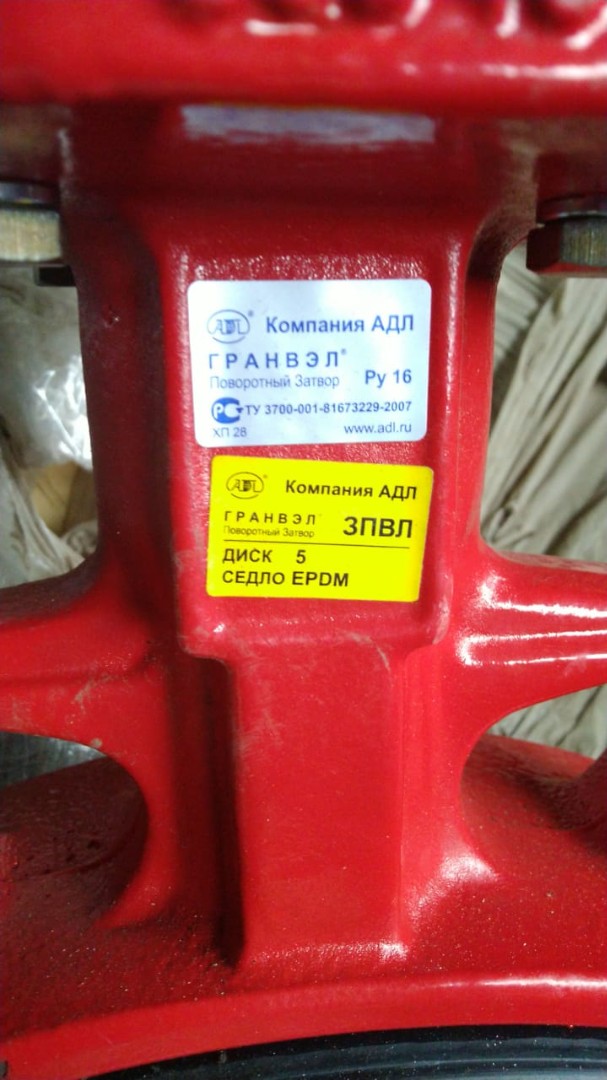 ADL® Компания АДЛ
ГРАНВЭЛ®
Поворотный Затвор Ру 16
РС ТУ 3700-001-81673229-2007
ХП 28 www.adl.ru
ADL® Компания АДЛ
ГРАНВЭЛ®
Поворотный Затвор ЗПВЛ
ДИСК 5
СЕДЛО EPDM